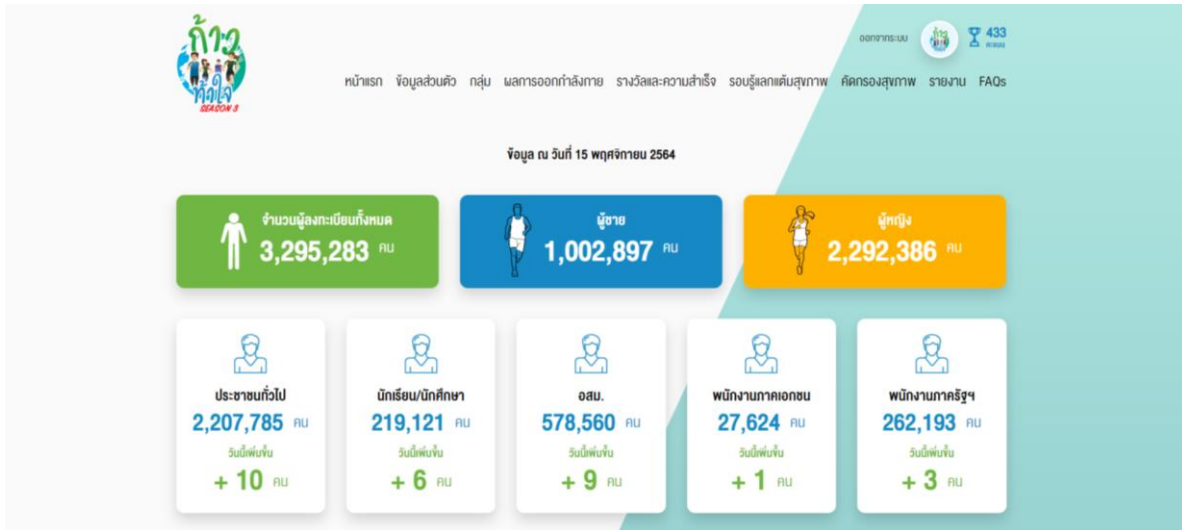 ก้าว
ท้าใจ
SEASON 3
ออกจากระบบ
433
คะแนน
หน้าแรก ข้อมูลส่วนตัว กลุ่ม ผลการออกกำลังกาย รางวัลและความสำเร็จ รอบรู้แลกแต้มสุขภาพ คัดกรองสุขภาพ รายงาน FAQs
ข้อมูล ณ วันที่ 15 พฤศจิกายน 2564
จำนวนผู้ลงทะเบียนทั้งหมด
3,295,283 คน
ผู้ชาย
1,002,897 คน
ผู้หญิง
2,292,386 คน
ประชาชนทั่วไป
2,207,785 คน
วันนี้เพิ่มขึ้น
+ 10 คน
นักเรียน/นักศึกษา
219,121 คน
วันนี้เพิ่มขึ้น
+ 6 คน
อสม.
578,560 คน
วันนี้เพิ่มขึ้น
+ 9 คน
พนักงานภาคเอกชน
27,624 คน
วันนี้เพิ่มขึ้น
+ 1 คน
พนักงานภาครัฐฯ
262,193 คน
วันนี้เพิ่มขึ้น
+ 3 คน